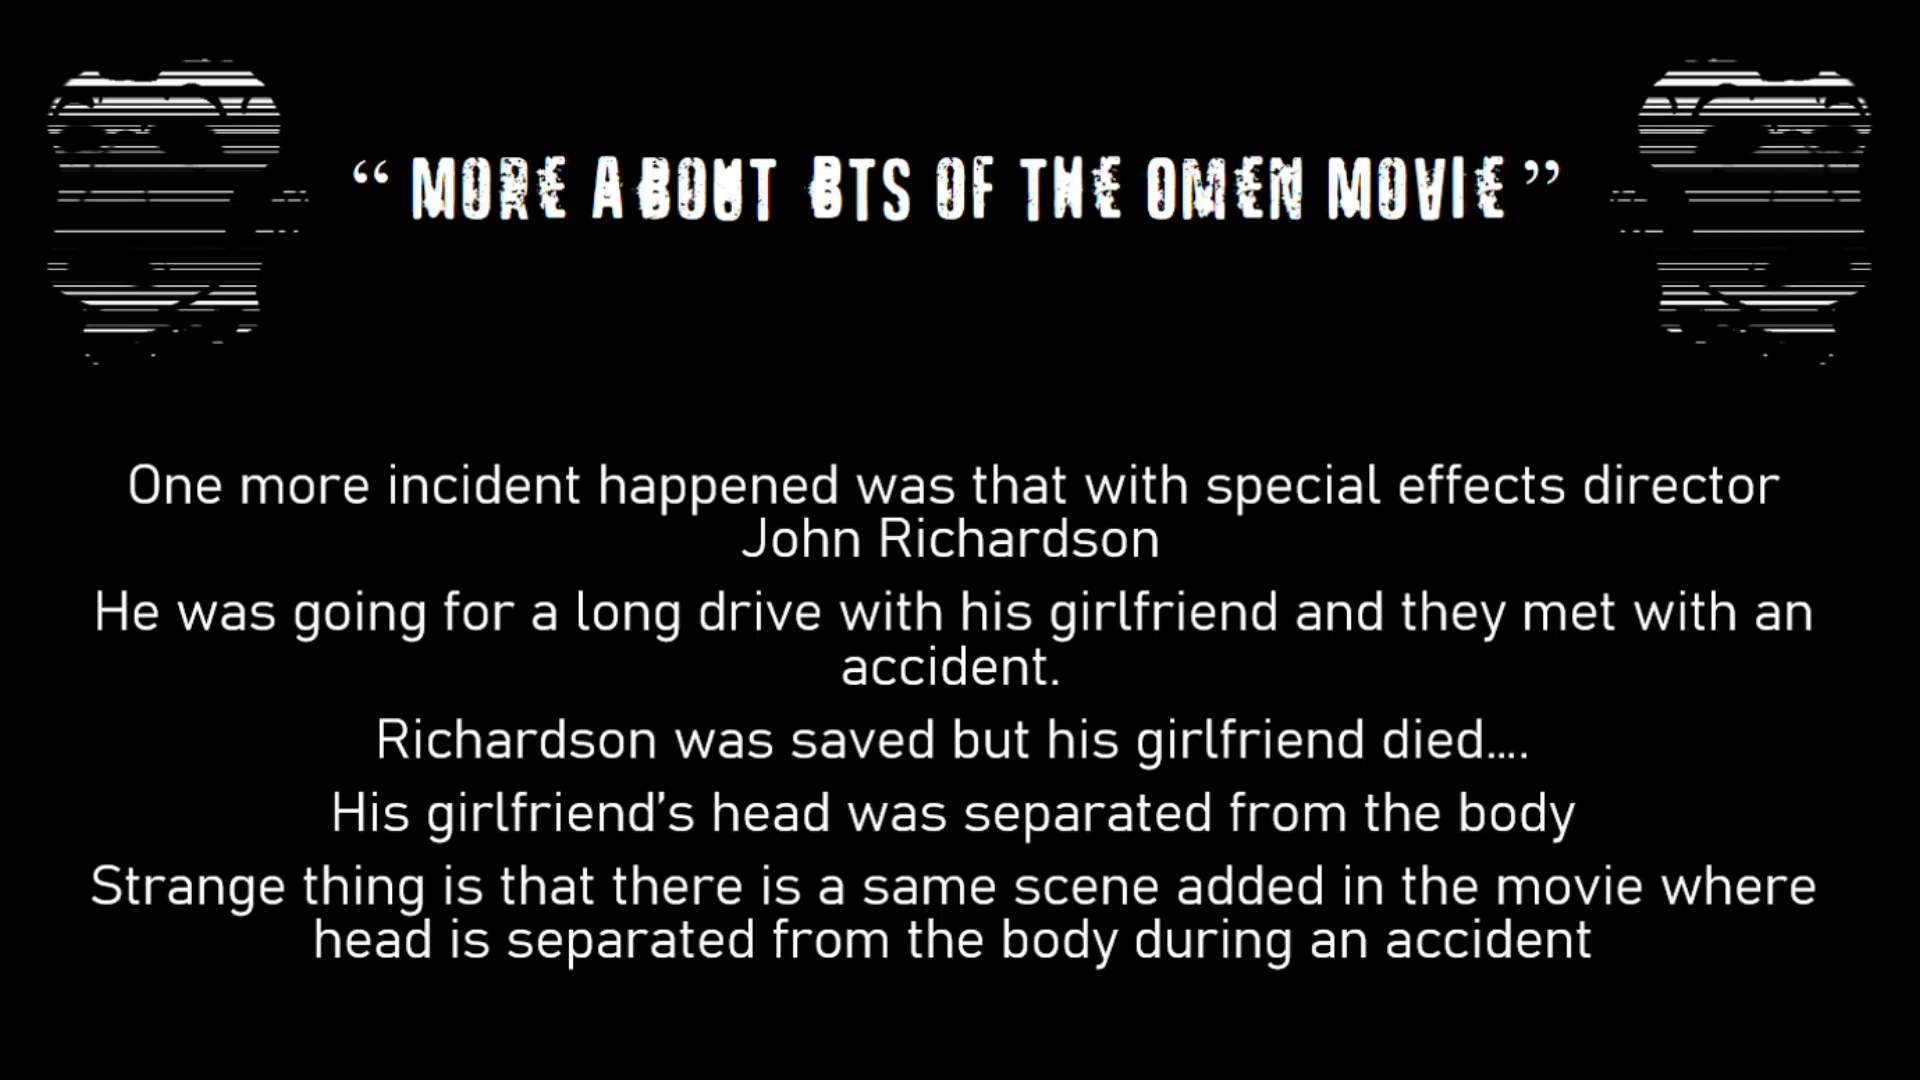 “ MORE ABOUT BTS OF THE OMEN MOVIE ”
One more incident happened was that with special effects director
John Richardson
He was going for a long drive with his girlfriend and they met with an
accident.
Richardson was saved but his girlfriend died....
His girlfriend’s head was separated from the body
Strange thing is that there is a same scene added in the movie where
head is separated from the body during an accident